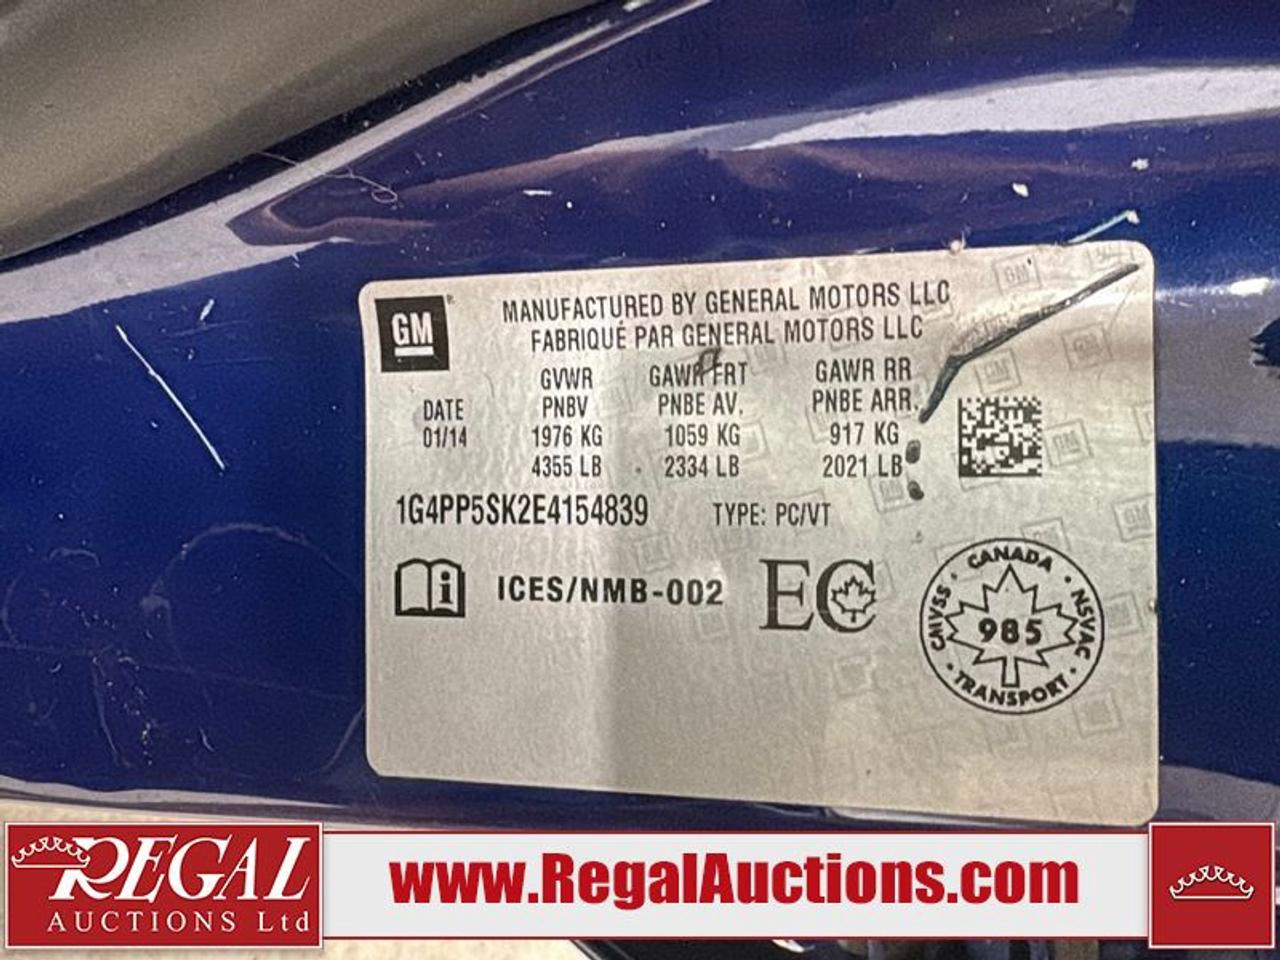 GM
MANUFACTURED BY GENERAL MOTORS LLC
FABRIQUÉ PAR GENERAL MOTORS LLC
DATE
01/14
GVWR
PNBV
1976 KG
4355 LB
GAWR FRT
PNBE AV.
1059 KG
2334 LB
GAWR RR
PNBE ARR.
917 KG
2021 LB
1G4PP5SK2E4154839 TYPE: PC/VT
i ICES/NMB-002 EC
CANADA
CMVSS · NSVAC
985
TRANSPORT
REGAL
AUCTIONS Ltd
www.RegalAuctions.com